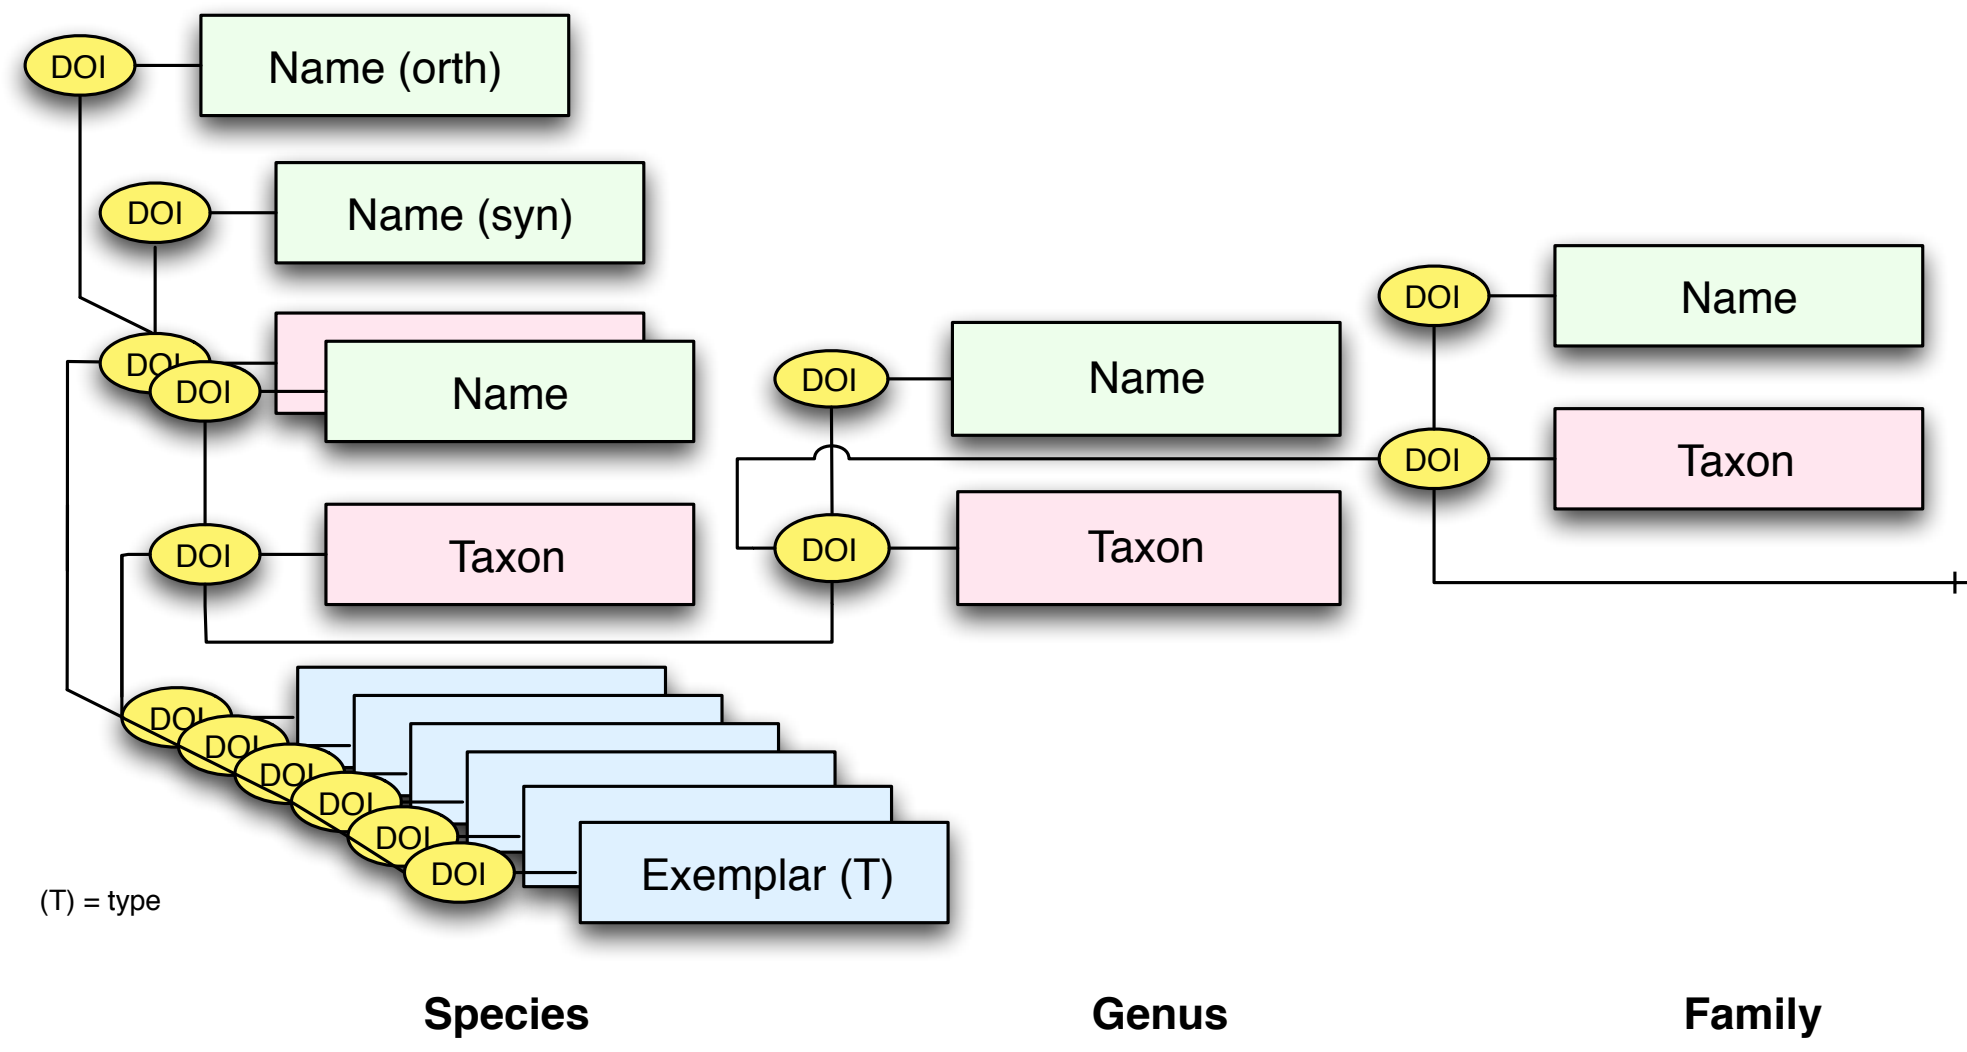 DOI
Name (orth)
DOI
Name (syn)
DOI
DOI
Name
DOI
Taxon
DOI
DOI
DOI
DOI
DOI
DOI
Exemplar (T)
(T) = type
Species
DOI
Name
DOI
Taxon
Genus
DOI
Name
DOI
Taxon
Family